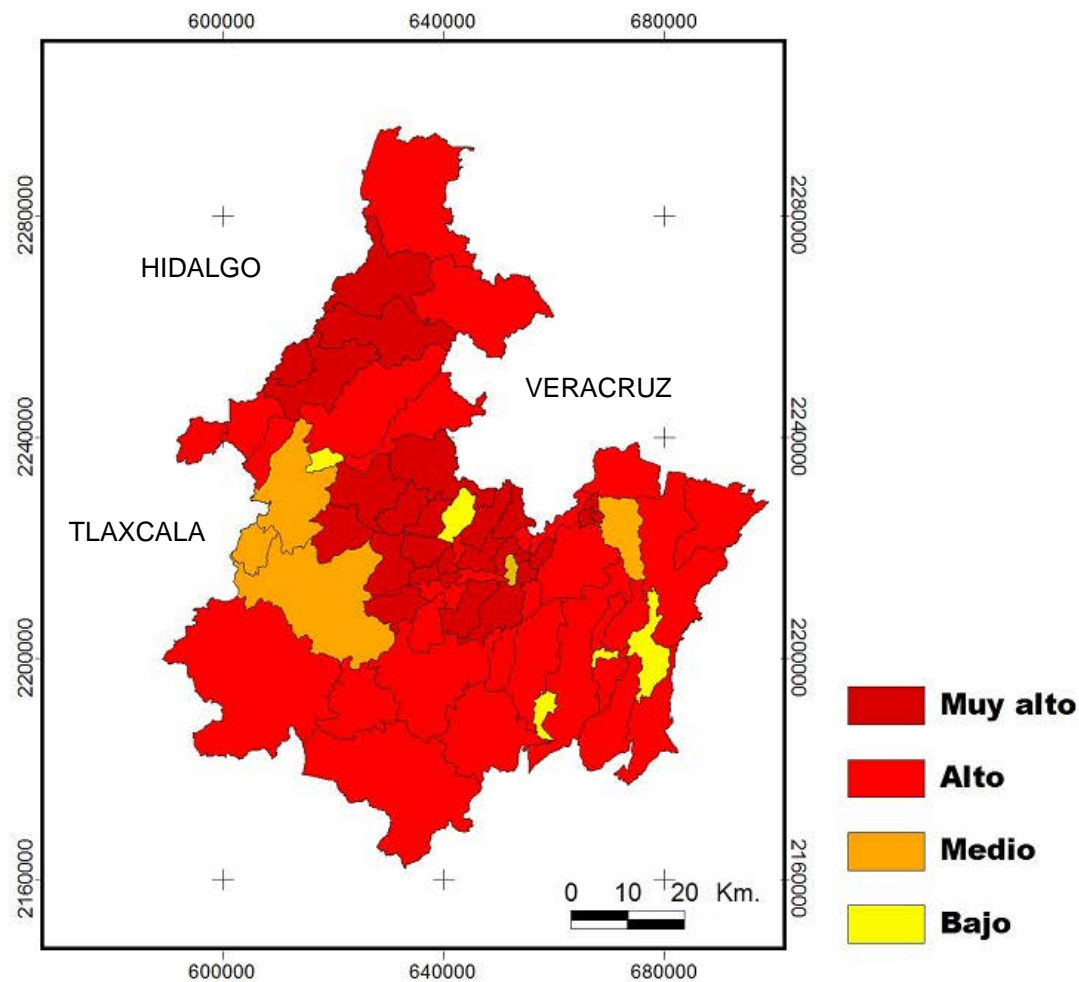 600000 640000 680000
2280000 2280000
HIDALGO
VERACRUZ
2240000 2240000
TLAXCALA
2200000 2200000
Muy alto
Alto
Medio
2160000 2160000
0 10 20 Km.
Bajo
600000 640000 680000